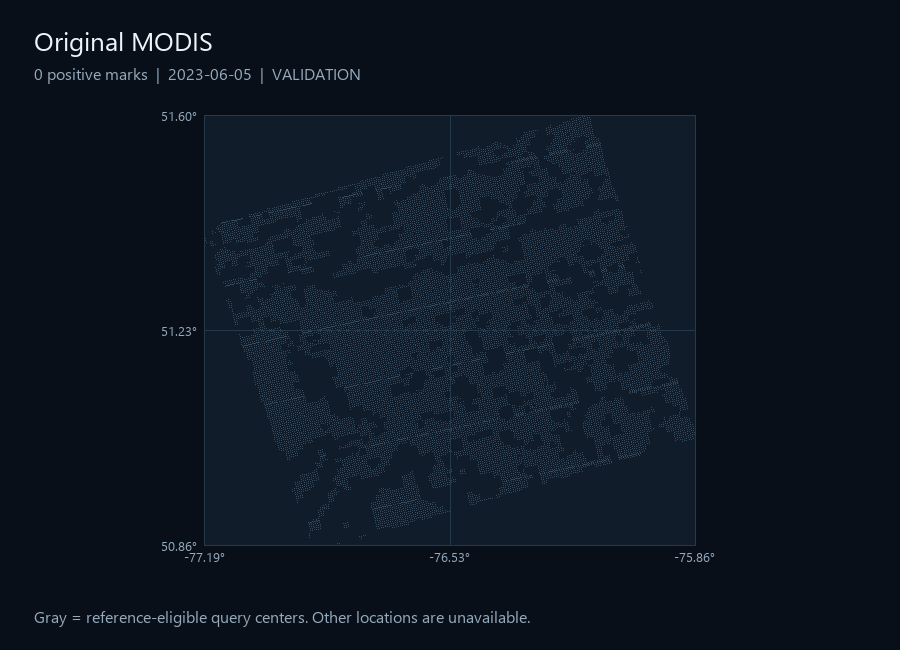 Original MODIS
0 positive marks | 2023-06-05 | VALIDATION
51.60°
51.23°
50.86°
-77.19°
-76.53°
-75.86°
Gray = reference-eligible query centers. Other locations are unavailable.